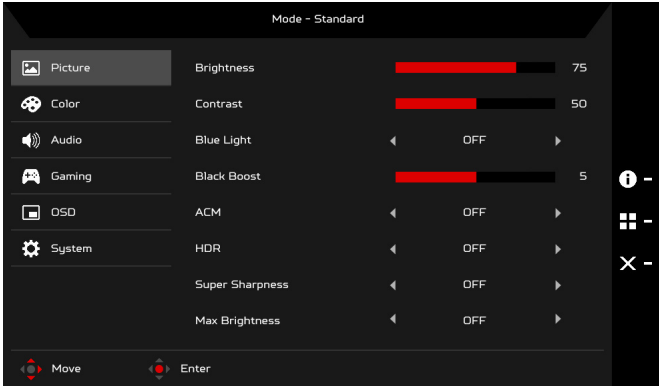 Mode - Standard
Picture
Brightness 75
Color
Contrast 50
Audio
Blue Light OFF
Gaming
Black Boost 5
OSD
ACM OFF
System
HDR OFF
Super Sharpness OFF
Max Brightness OFF
Move Enter